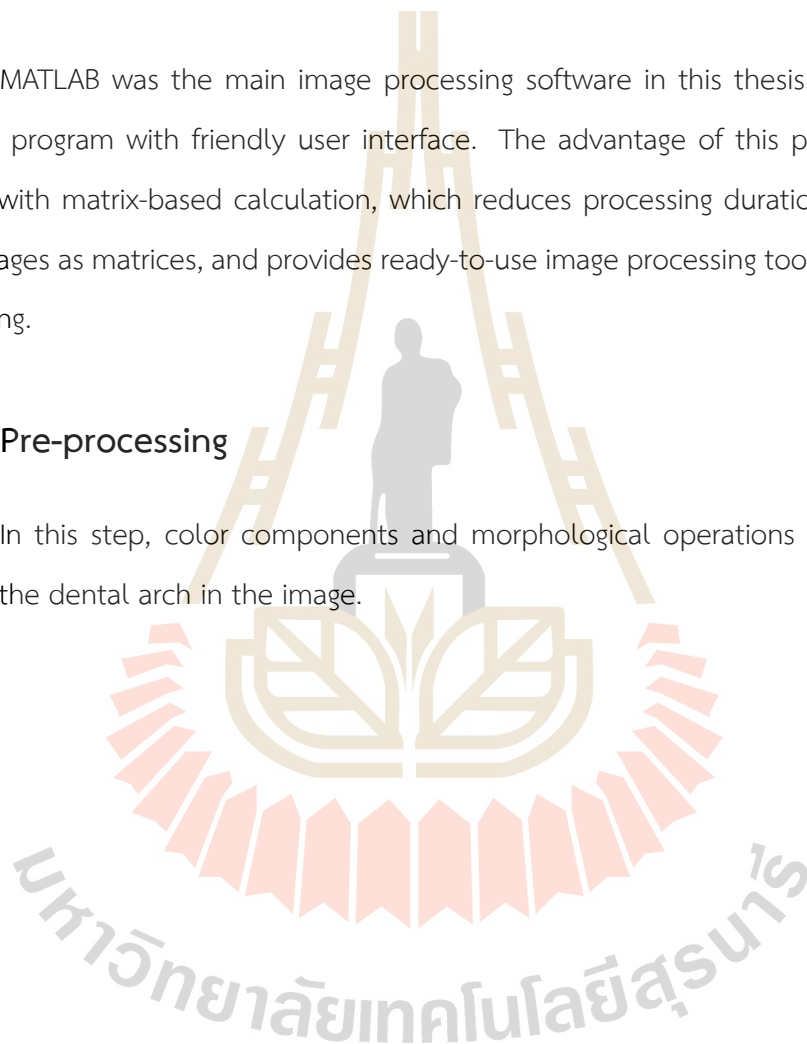 MATLAB was the main image processing software in this thesis.
program with friendly user interface. The advantage of this p
with matrix-based calculation, which reduces processing duratio
ages as matrices, and provides ready-to-use image processing too
ng.
Pre-processing
In this step, color components and morphological operations
the dental arch in the image.
มหาวิทยาลัยเทคโนโลยีสุรนารี